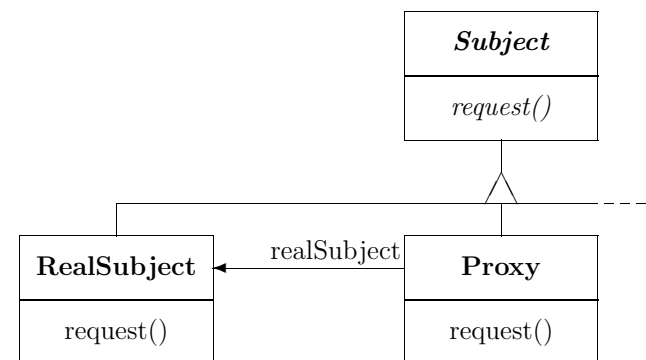 Subject
request()
realSubject
RealSubject
Proxy
request()
request()